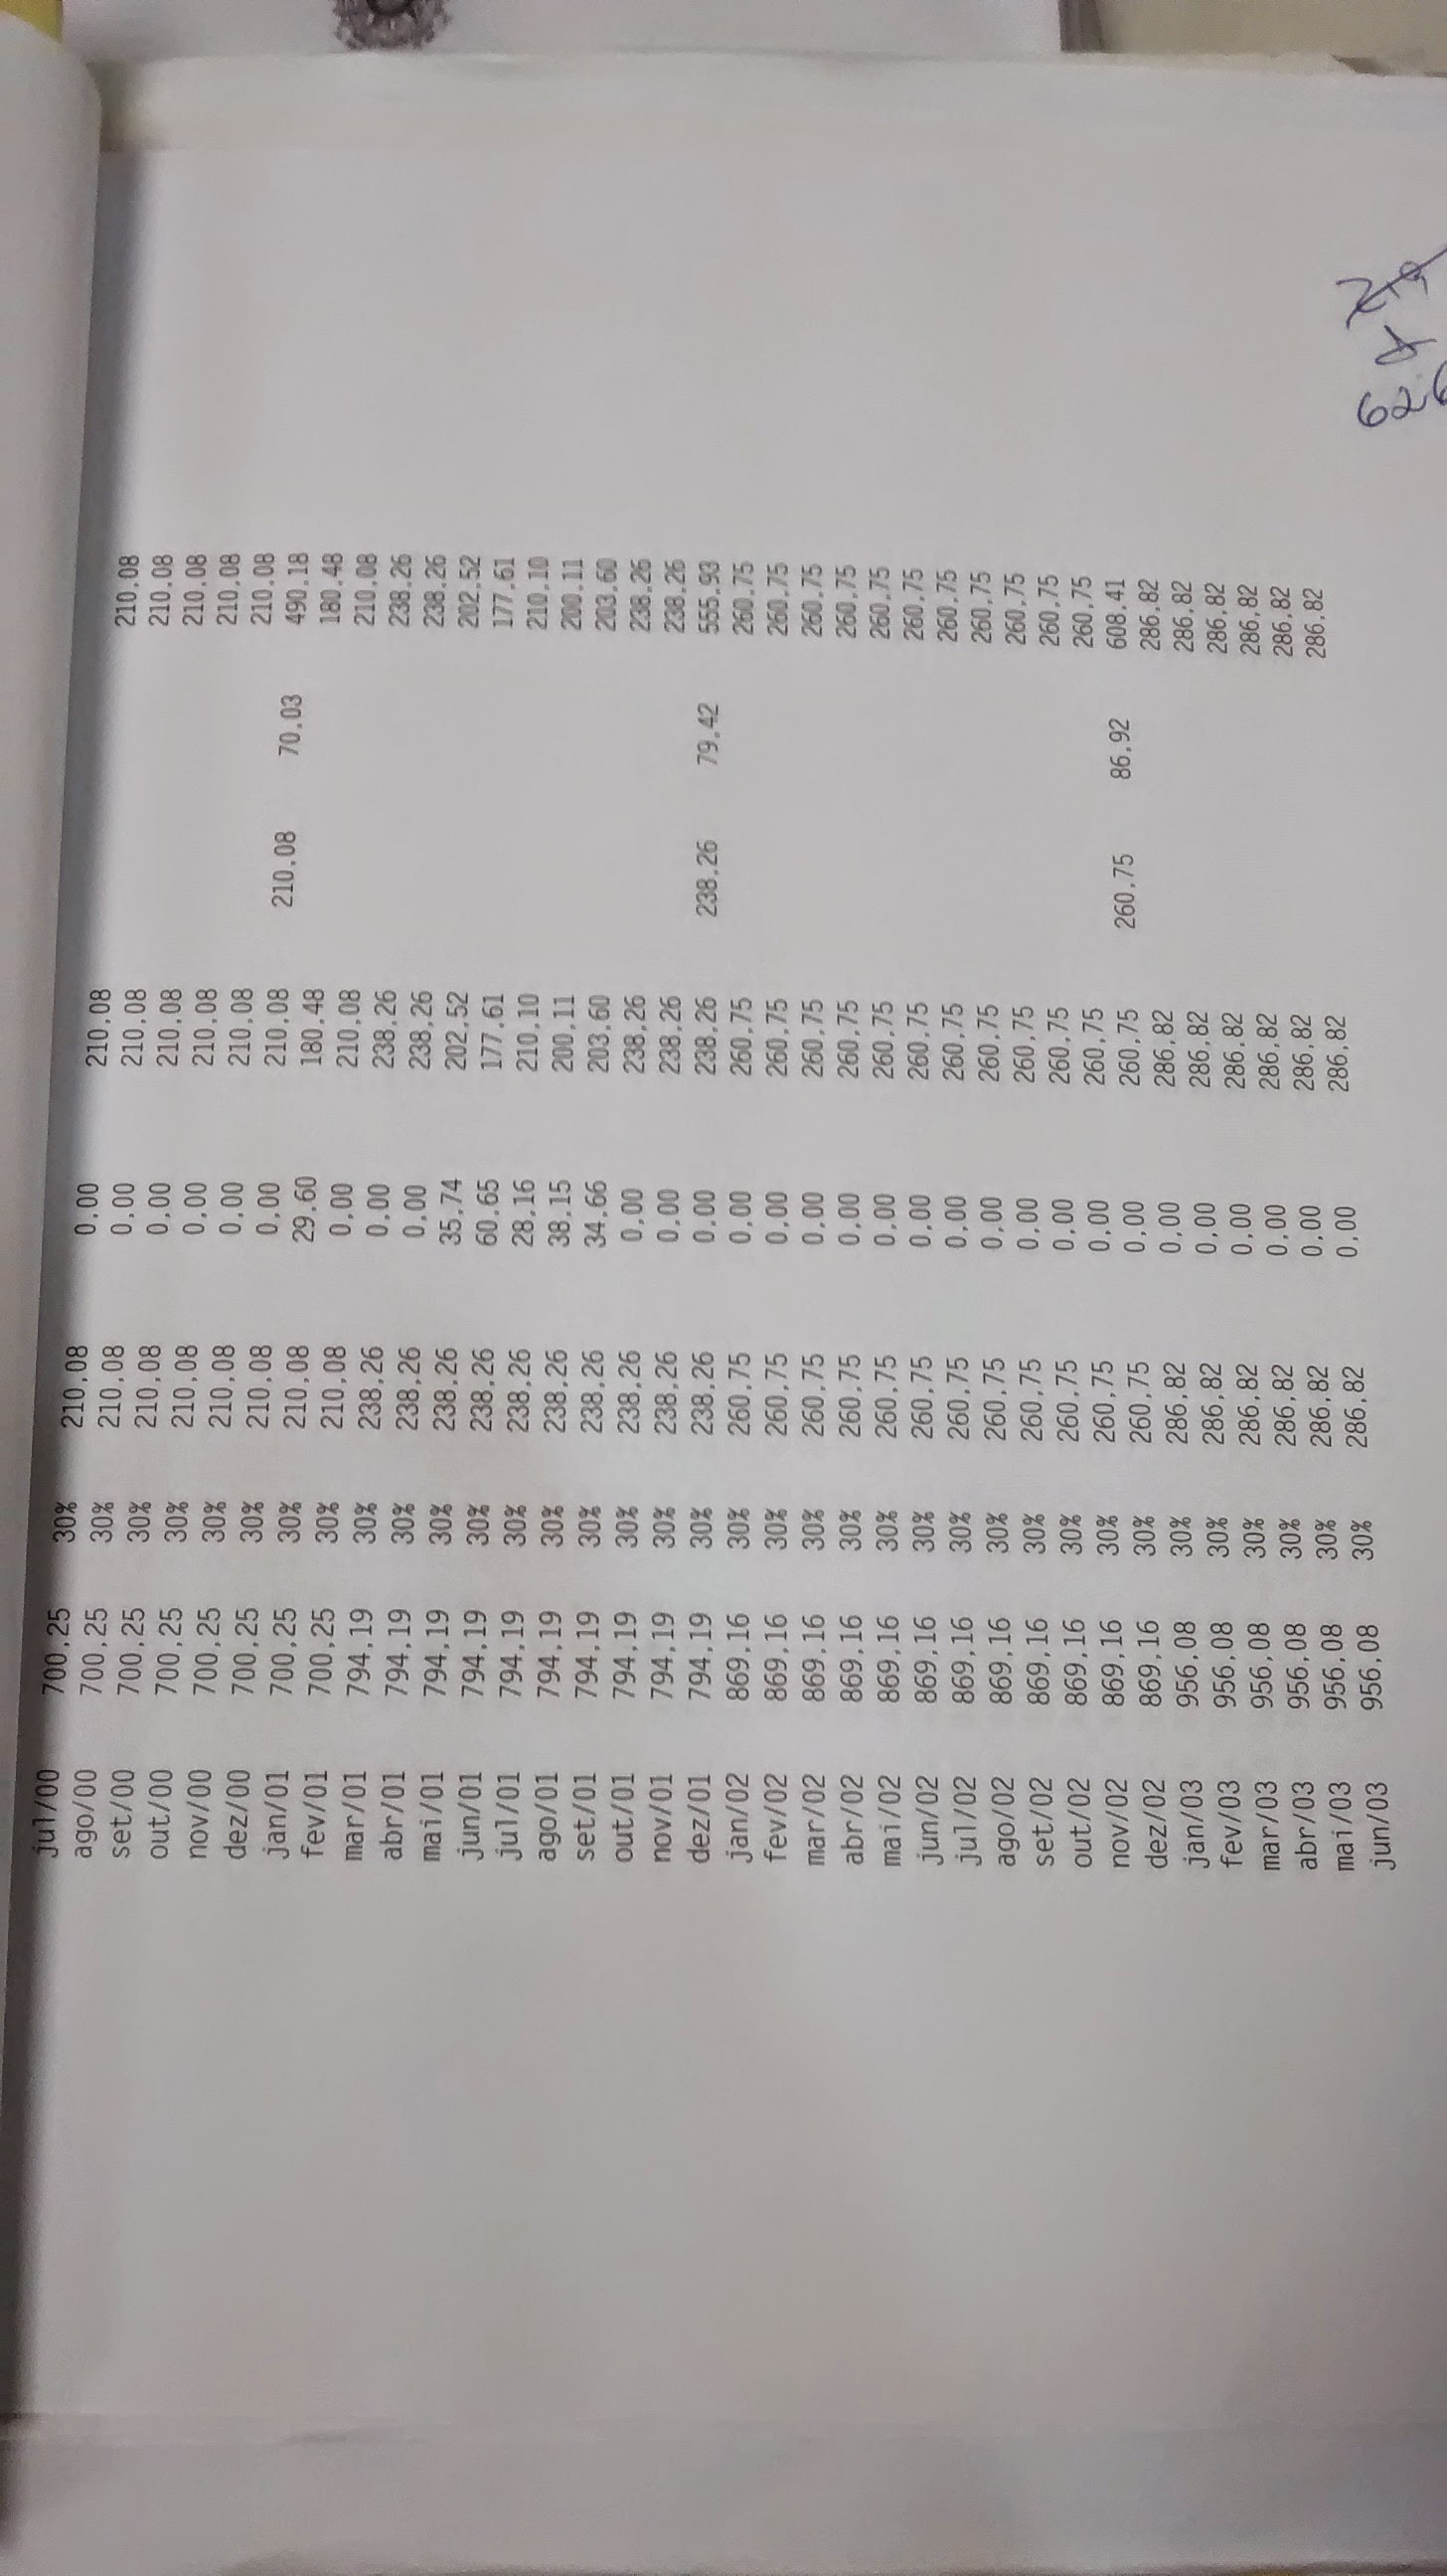 jul/00 700,25 30% 210,08 0,00 210,08 210,08
ago/00 700,25 30% 210,08 0,00 210,08 210,08
set/00 700,25 30% 210,08 0,00 210,08 210,08
out/00 700,25 30% 210,08 0,00 210,08 210,08
nov/00 700,25 30% 210,08 0,00 210,08 210,08
dez/00 700,25 30% 210,08 0,00 210,08 210,08 70,03 490,18
jan/01 700,25 30% 210,08 29,60 180,48 180,48
fev/01 700,25 30% 210,08 0,00 210,08 210,08
mar/01 794,19 30% 238,26 0,00 238,26 238,26
abr/01 794,19 30% 238,26 0,00 238,26 238,26
mai/01 794,19 30% 238,26 35,74 202,52 202,52
jun/01 794,19 30% 238,26 60,65 177,61 177,61
jul/01 794,19 30% 238,26 28,16 210,10 210,10
ago/01 794,19 30% 238,26 38,15 200,11 200,11
set/01 794,19 30% 238,26 34,66 203,60 203,60
out/01 794,19 30% 238,26 0,00 238,26 238,26
nov/01 794,19 30% 238,26 0,00 238,26 238,26
dez/01 794,19 30% 238,26 0,00 238,26 238,26 79,42 555,93
jan/02 869,16 30% 260,75 0,00 260,75 260,75
fev/02 869,16 30% 260,75 0,00 260,75 260,75
mar/02 869,16 30% 260,75 0,00 260,75 260,75
abr/02 869,16 30% 260,75 0,00 260,75 260,75
mai/02 869,16 30% 260,75 0,00 260,75 260,75
jun/02 869,16 30% 260,75 0,00 260,75 260,75
jul/02 869,16 30% 260,75 0,00 260,75 260,75
ago/02 869,16 30% 260,75 0,00 260,75 260,75
set/02 869,16 30% 260,75 0,00 260,75 260,75
out/02 869,16 30% 260,75 0,00 260,75 260,75
nov/02 869,16 30% 260,75 0,00 260,75 260,75
dez/02 869,16 30% 260,75 0,00 260,75 260,75 86,92 608,41
jan/03 956,08 30% 286,82 0,00 286,82 286,82
fev/03 956,08 30% 286,82 0,00 286,82 286,82
mar/03 956,08 30% 286,82 0,00 286,82 286,82
abr/03 956,08 30% 286,82 0,00 286,82 286,82
mai/03 956,08 30% 286,82 0,00 286,82 286,82
jun/03 956,08 30% 286,82 0,00 286,82 286,82